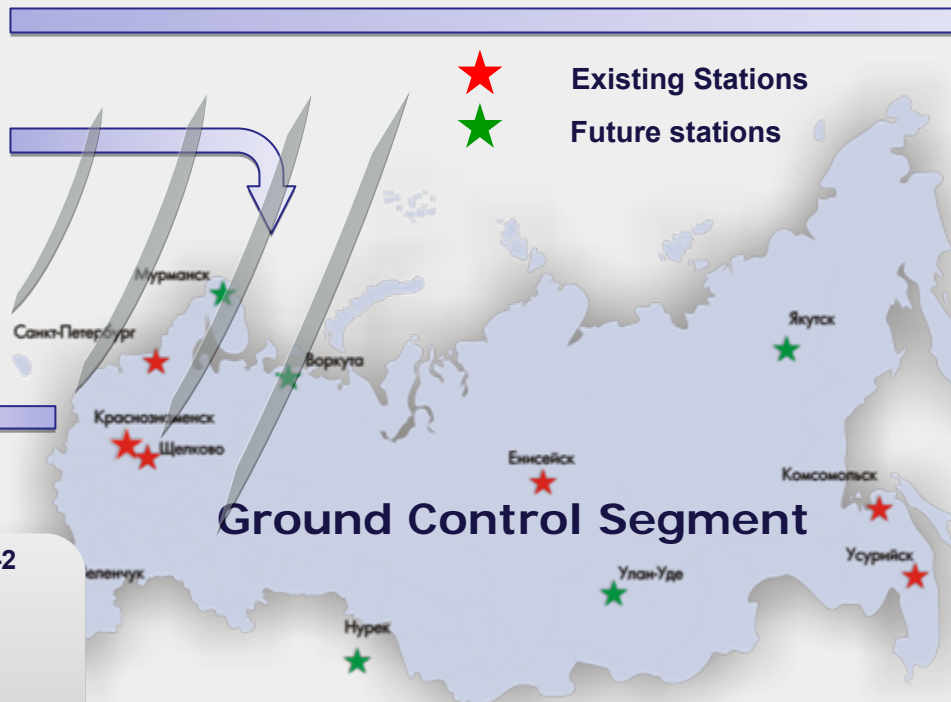 Existing Stations
Future stations
Мурманск
Санкт-Петербург
Якутск
Воркута
Краснознаменск
Щелково
Енисейск
Комсомольск
Ground Control Segment
Усурийск
Улан-Уде
Нурек